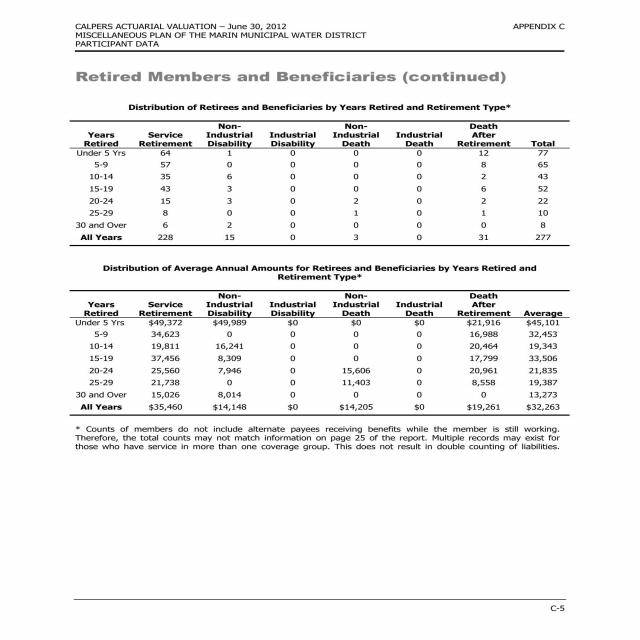 CALPERS ACTUARIAL VALUATION – June 30, 2012 APPENDIX C
MISCELLANEOUS PLAN OF THE MARIN MUNICIPAL WATER DISTRICT
PARTICIPANT DATA
Retired Members and Beneficiaries (continued)
Distribution of Retirees and Beneficiaries by Years Retired and Retirement Type*
Non- Non- Death
Years Service Industrial Industrial Industrial Industrial After
Retired Retirement Disability Disability Death Death Retirement Total
Under 5 Yrs 64 1 0 0 0 12 77
5-9 57 0 0 0 0 8 65
10-14 35 6 0 0 0 2 43
15-19 43 3 0 0 0 6 52
20-24 15 3 0 2 0 2 22
25-29 8 0 0 1 0 1 10
30 and Over 6 2 0 0 0 0 8
All Years 228 15 0 3 0 31 277
Distribution of Average Annual Amounts for Retirees and Beneficiaries by Years Retired and
Retirement Type*
Non- Non- Death
Years Service Industrial Industrial Industrial Industrial After
Retired Retirement Disability Disability Death Death Retirement Average
Under 5 Yrs $49,372 $49,989 $0 $0 $0 $21,916 $45,101
5-9 34,623 0 0 0 0 16,988 32,453
10-14 19,811 16,241 0 0 0 20,464 19,343
15-19 37,456 8,309 0 0 0 17,799 33,506
20-24 25,560 7,946 0 15,606 0 20,961 21,835
25-29 21,738 0 0 11,403 0 8,558 19,387
30 and Over 15,026 8,014 0 0 0 0 13,273
All Years $35,460 $14,148 $0 $14,205 $0 $19,261 $32,263
* Counts of members do not include alternate payees receiving benefits while the member is still working.
Therefore, the total counts may not match information on page 25 of the report. Multiple records may exist for
those who have service in more than one coverage group. This does not result in double counting of liabilities.
C-5